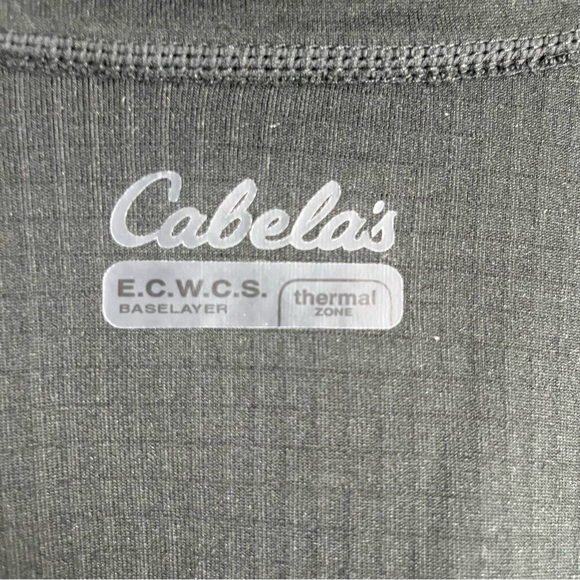 Cabela's
E.C.W.C.S.
BASELAYER
thermal
ZONE